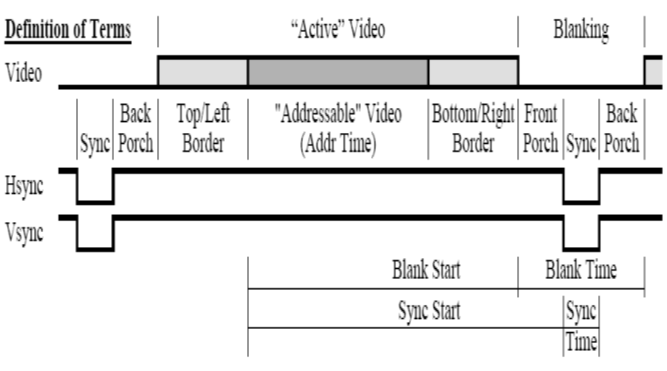 Definition of Terms
“Active” Video
Blanking
Video
Back Top/Left "Addressable" Video Bottom/Right Front Back
Sync Porch Border (Addr Time) Border Porch Sync Porch
Hsync
Vsync
Blank Start Blank Time
Sync Start Sync
Time